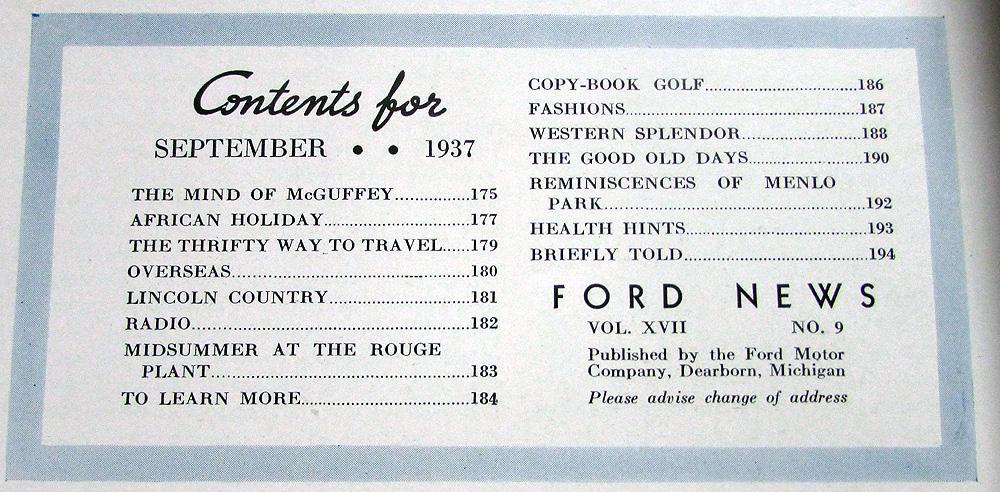 Contents for
SEPTEMBER • • 1937
THE MIND OF McGUFFEY...............175
AFRICAN HOLIDAY.............................177
THE THRIFTY WAY TO TRAVEL.....179
OVERSEAS................................................180
LINCOLN COUNTRY............................181
RADIO........................................................182
MIDSUMMER AT THE ROUGE
PLANT....................................................183
TO LEARN MORE..................................184
COPY-BOOK GOLF................................186
FASHIONS................................................187
WESTERN SPLENDOR........................188
THE GOOD OLD DAYS.......................190
REMINISCENCES OF MENLO
PARK.....................................................192
HEALTH HINTS.....................................193
BRIEFLY TOLD......................................194
FORD NEWS
VOL. XVII NO. 9
Published by the Ford Motor
Company, Dearborn, Michigan
Please advise change of address